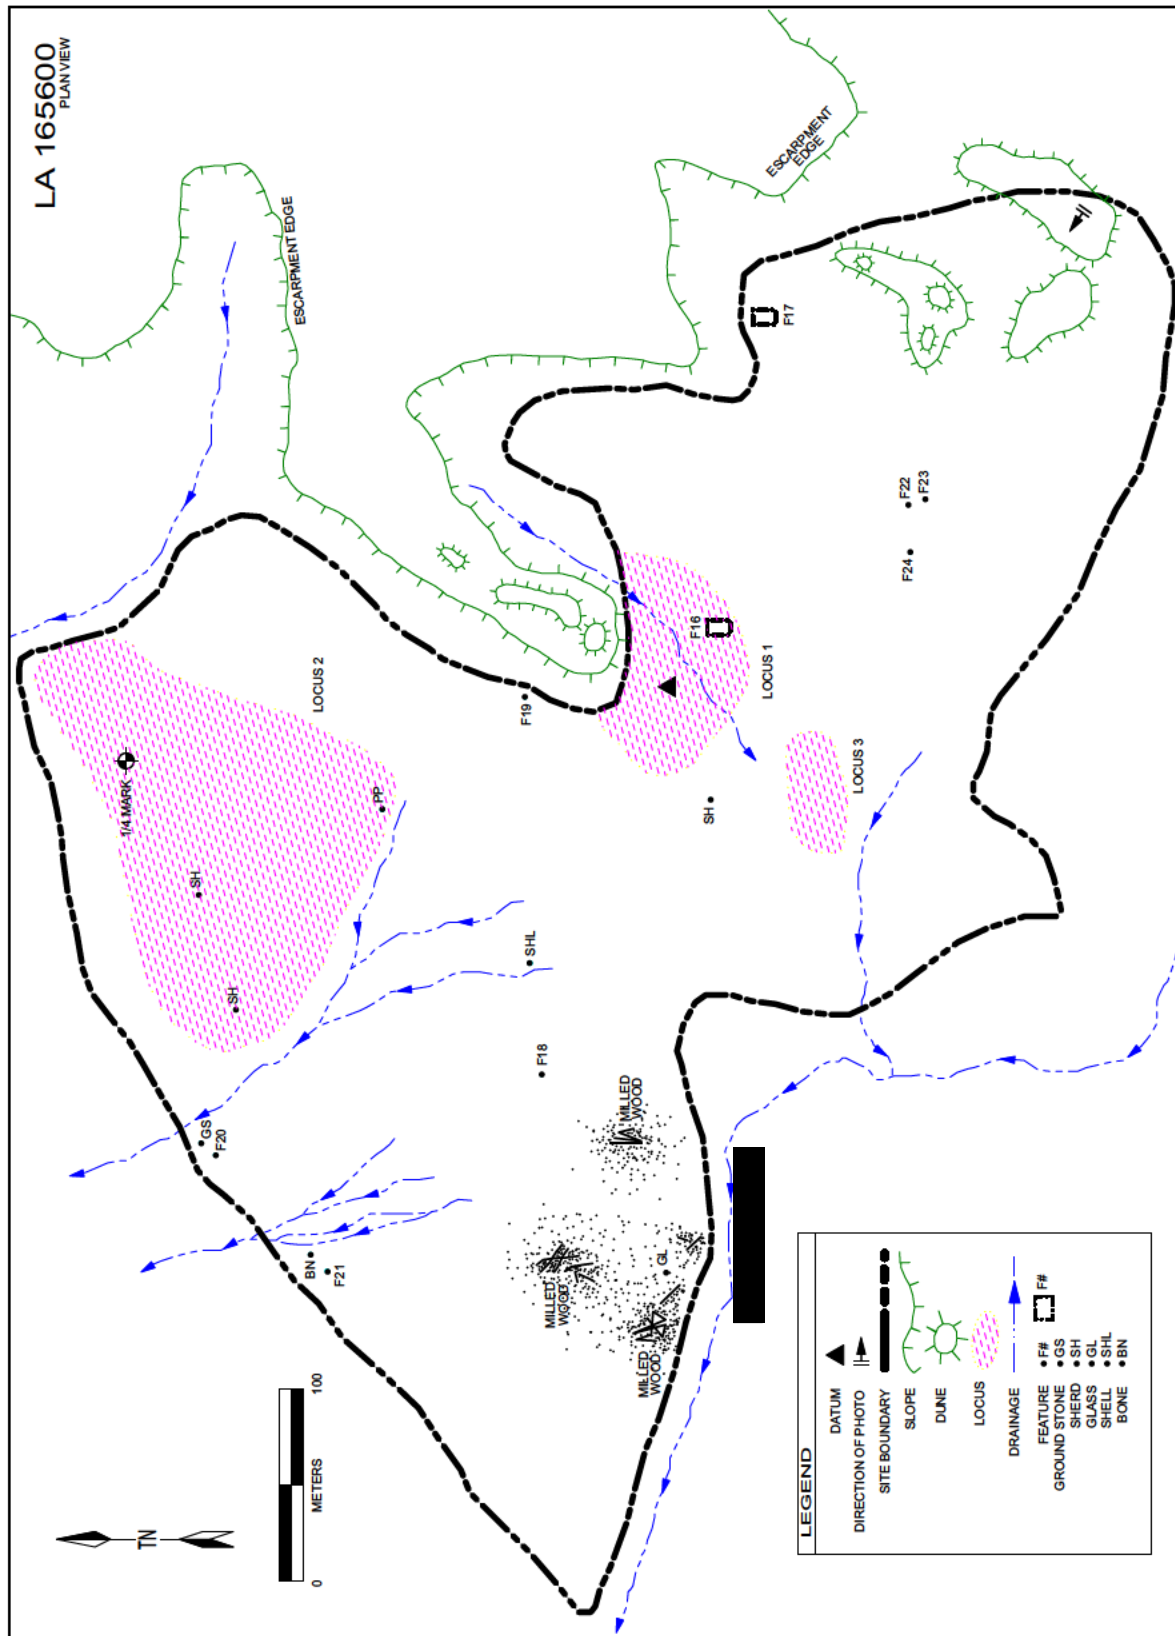 LA 165600
PLAN VIEW
ESCARPMENT EDGE
ESCARPMENT
EDGE
LOCUS 2
1/4 MARK
PP
SH
SH
F19
F16
LOCUS 1
F17
SH
LOCUS 3
F22
F23
F24
SHL
F18
GS
F20
BN
F21
MILLED
WOOD
MILLED
WOOD
MILLED
WOOD
GL
TN
0
METERS
100
LEGEND
DATUM
DIRECTION OF PHOTO
SITE BOUNDARY
SLOPE
DUNE
LOCUS
DRAINAGE
FEATURE F# F#
GROUND STONE GS
SHERD SH
GLASS GL
SHELL SHL
BONE BN